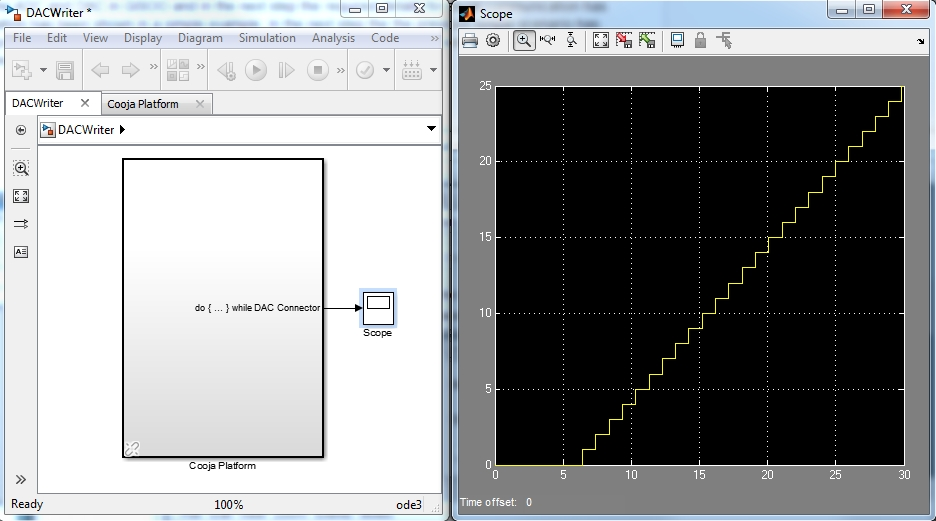 DACWriter *
File Edit View Display Diagram Simulation Analysis Code
DACWriter
Cooja Platform
DACWriter
do { ... } while DAC Connector
Scope
Cooja Platform
Ready 100% ode3
Scope
25
20
15
10
5
0
0 5 10 15 20 25 30
Time offset: 0